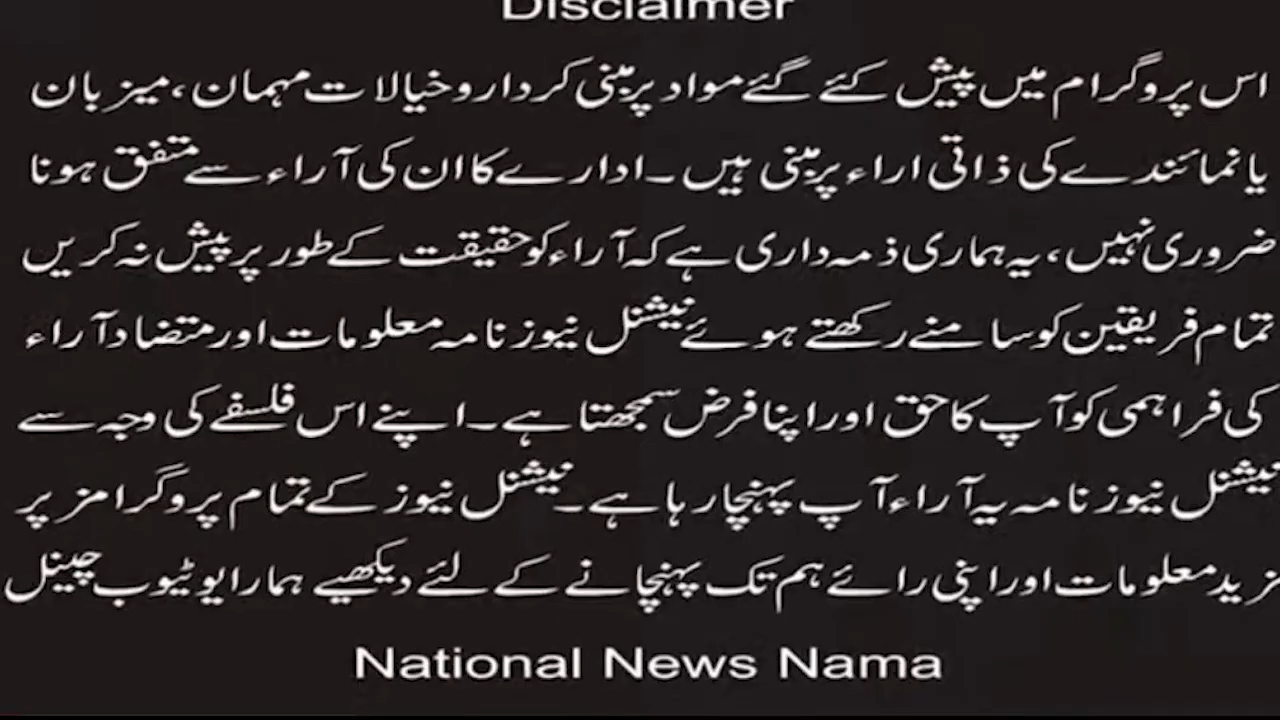 Disclaimer
اس پروگرام میں پیش کئے گئے مواد پر مبنی کردار و خیالات مہمان، میزبان
یا نمائندے کی ذاتی اراء پر مبنی ہیں۔ ادارے کا ان کی آراء سے متفق ہونا
ضروری نہیں، یہ ہماری ذمہ داری ہے کہ آراء کو حقیقت کے طور پر پیش نہ کریں
تمام فریقین کو سامنے رکھتے ہوئے نیشنل نیوز نامہ معلومات اور متضاد آراء
کی فراہمی کو آپ کا حق اور اپنا فرض سمجھتا ہے۔ اپنے اس فلسفے کی وجہ سے
نیشنل نیوز نامہ یہ آراء آپ پہنچا رہا ہے۔ نیشنل نیوز کے تمام پروگرامز پر
زید معلومات اور اپنی رائے ہم تک پہنچانے کے لئے دیکھیے ہمارا یوٹیوب چینل
National News Nama